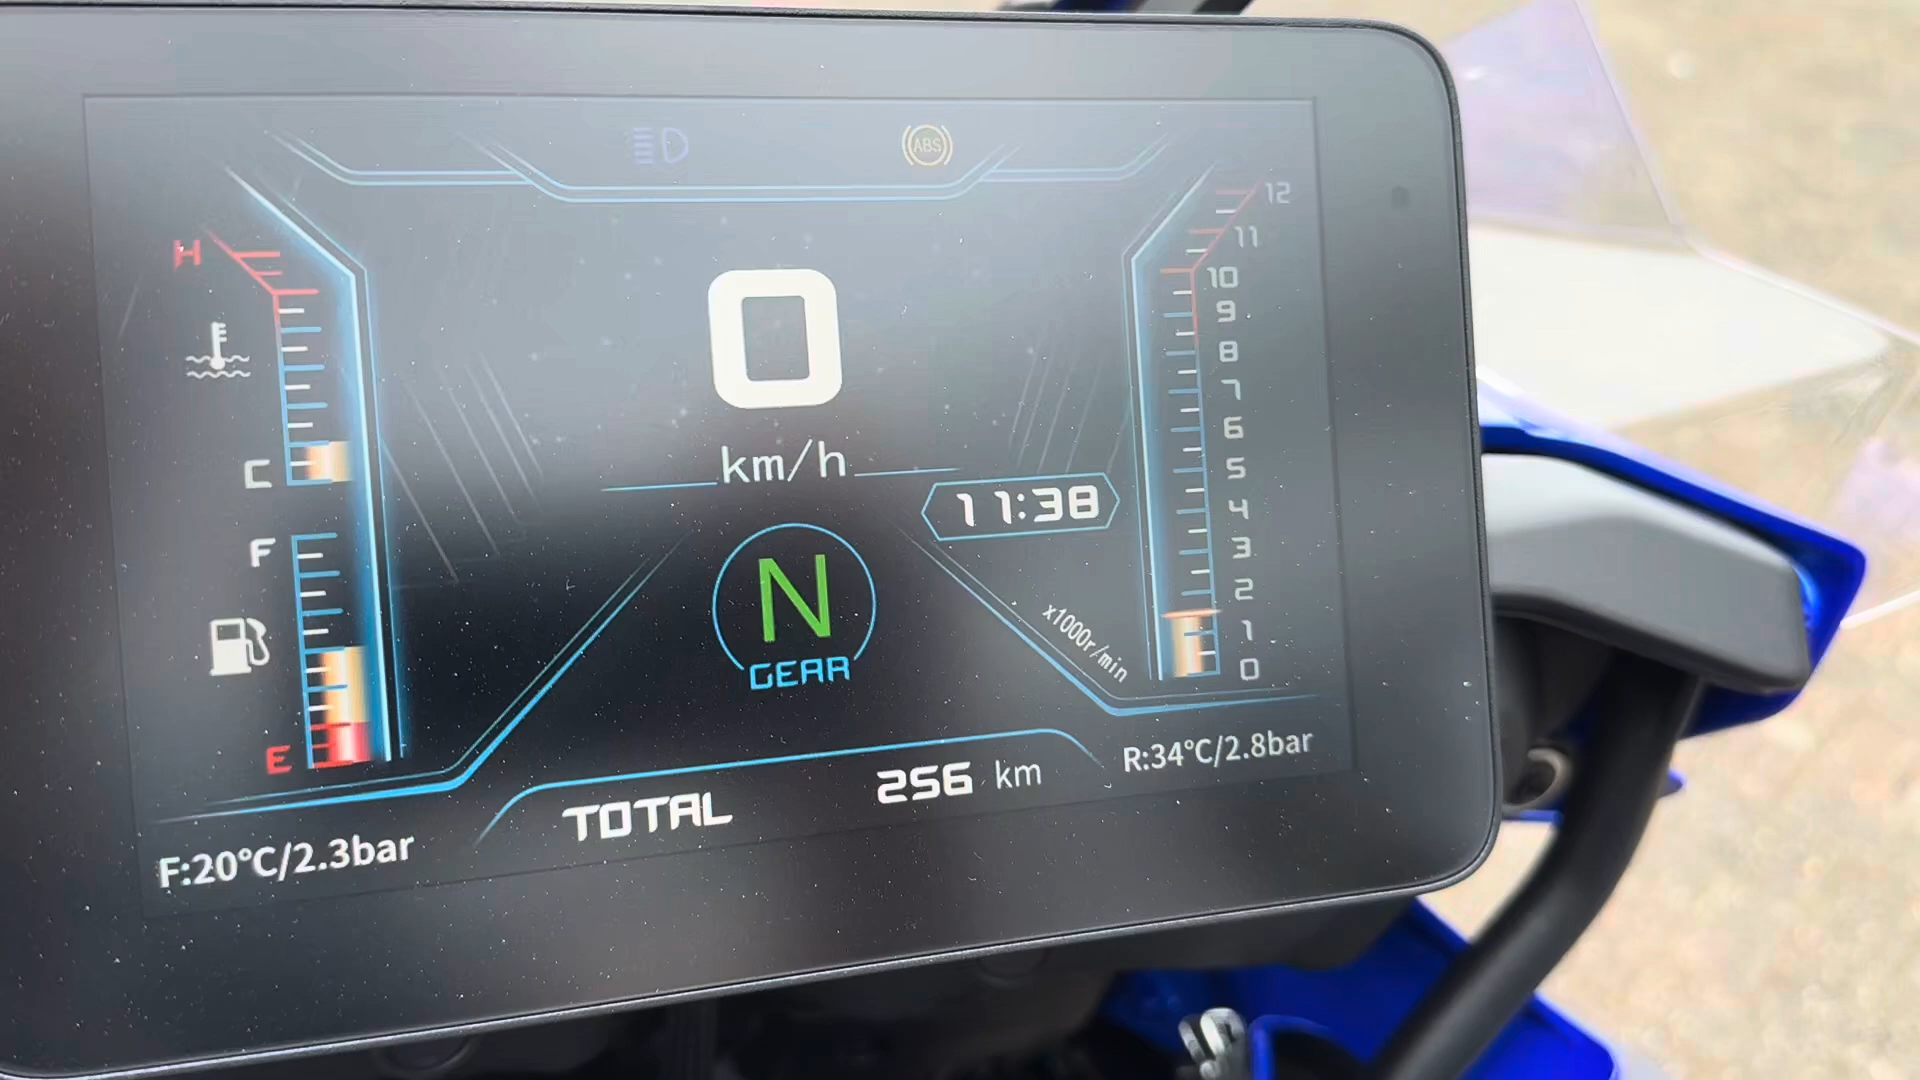 ABS
H
C
F
E
0
km/h
11:38
N
GEAR
12
11
10
9
8
7
6
5
4
3
2
1
0
x1000r/min
TOTAL 256 km
F:20°C/2.3bar
R:34°C/2.8bar